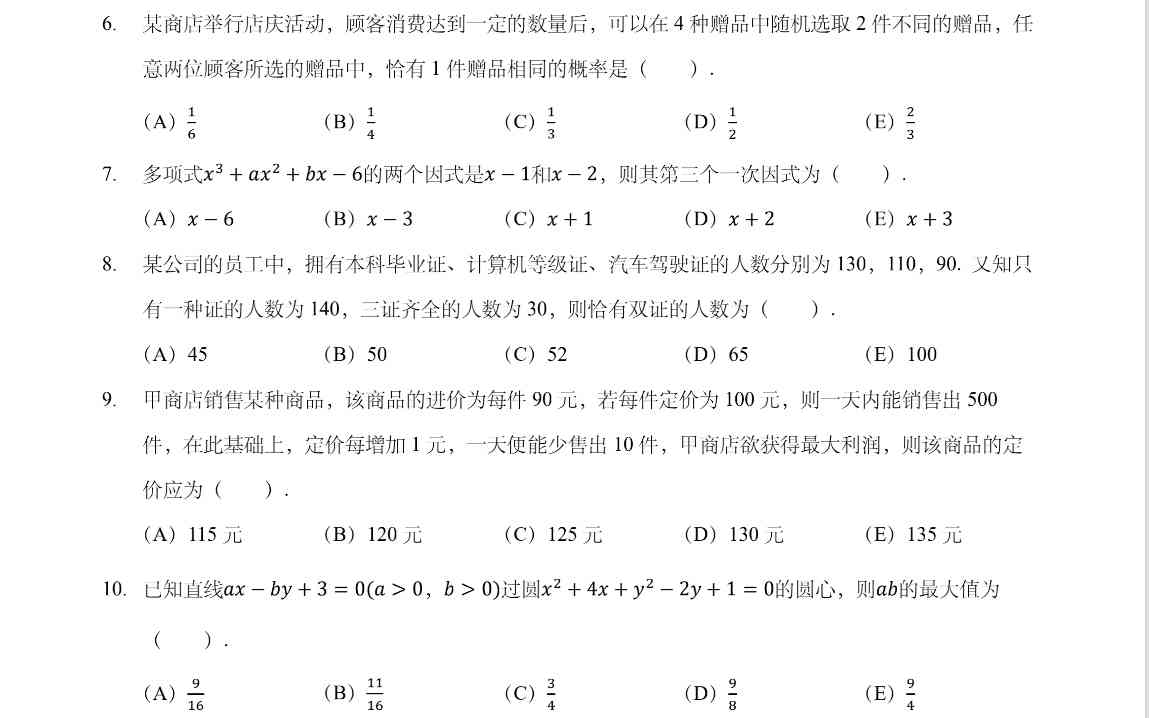 6. 某商店举行店庆活动，顾客消费达到一定的数量后，可以在 4 种赠品中随机选取 2 件不同的赠品，任
意两位顾客所选的赠品中，恰有 1 件赠品相同的概率是（  ）.
（A）1/6 （B）1/4 （C）1/3 （D）1/2 （E）2/3
7. 多项式x³ + ax² + bx − 6的两个因式是x − 1和x − 2，则其第三个一次因式为（  ）.
（A）x − 6 （B）x − 3 （C）x + 1 （D）x + 2 （E）x + 3
8. 某公司的员工中，拥有本科毕业证、计算机等级证、汽车驾驶证的人数分别为 130，110，90. 又知只
有一种证的人数为 140，三证齐全的人数为 30，则恰有双证的人数为（  ）.
（A）45 （B）50 （C）52 （D）65 （E）100
9. 甲商店销售某种商品，该商品的进价为每件 90 元，若每件定价为 100 元，则一天内能销售出 500
件，在此基础上，定价每增加 1 元，一天便能少售出 10 件，甲商店欲获得最大利润，则该商品的定
价应为（  ）.
（A）115 元 （B）120 元 （C）125 元 （D）130 元 （E）135 元
10. 已知直线ax − by + 3 = 0(a > 0，b > 0)过圆x² + 4x + y² − 2y + 1 = 0的圆心，则ab的最大值为
（  ）.
（A）9/16 （B）11/16 （C）3/4 （D）9/8 （E）9/4